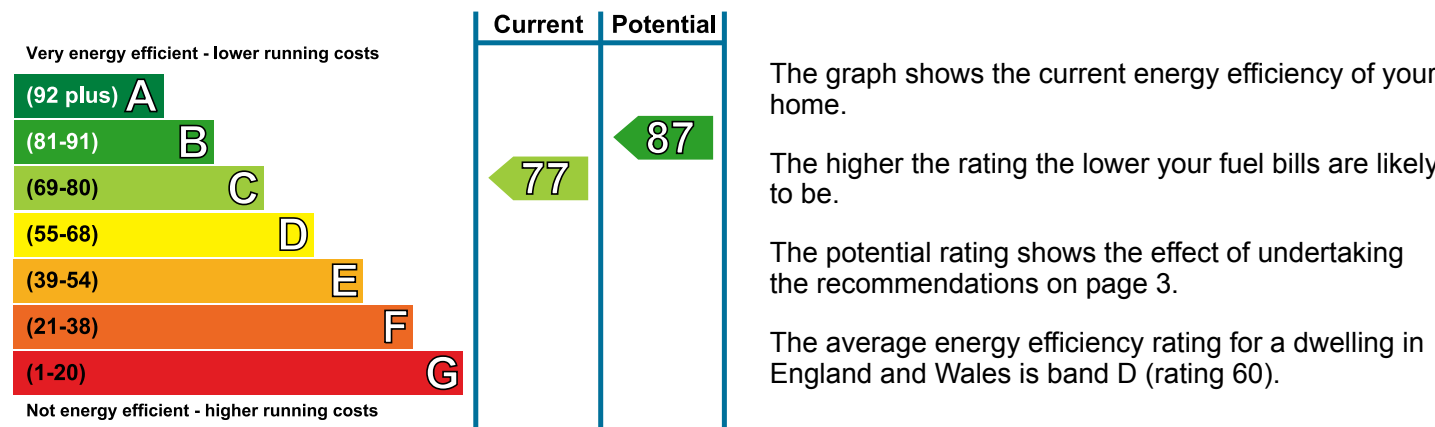 Current Potential
Very energy efficient - lower running costs
(92 plus) A
(81-91) B
87
(69-80) C
77
(55-68) D
(39-54) E
(21-38) F
(1-20) G
Not energy efficient - higher running costs
The graph shows the current energy efficiency of your
home.
The higher the rating the lower your fuel bills are likely
to be.
The potential rating shows the effect of undertaking
the recommendations on page 3.
The average energy efficiency rating for a dwelling in
England and Wales is band D (rating 60).